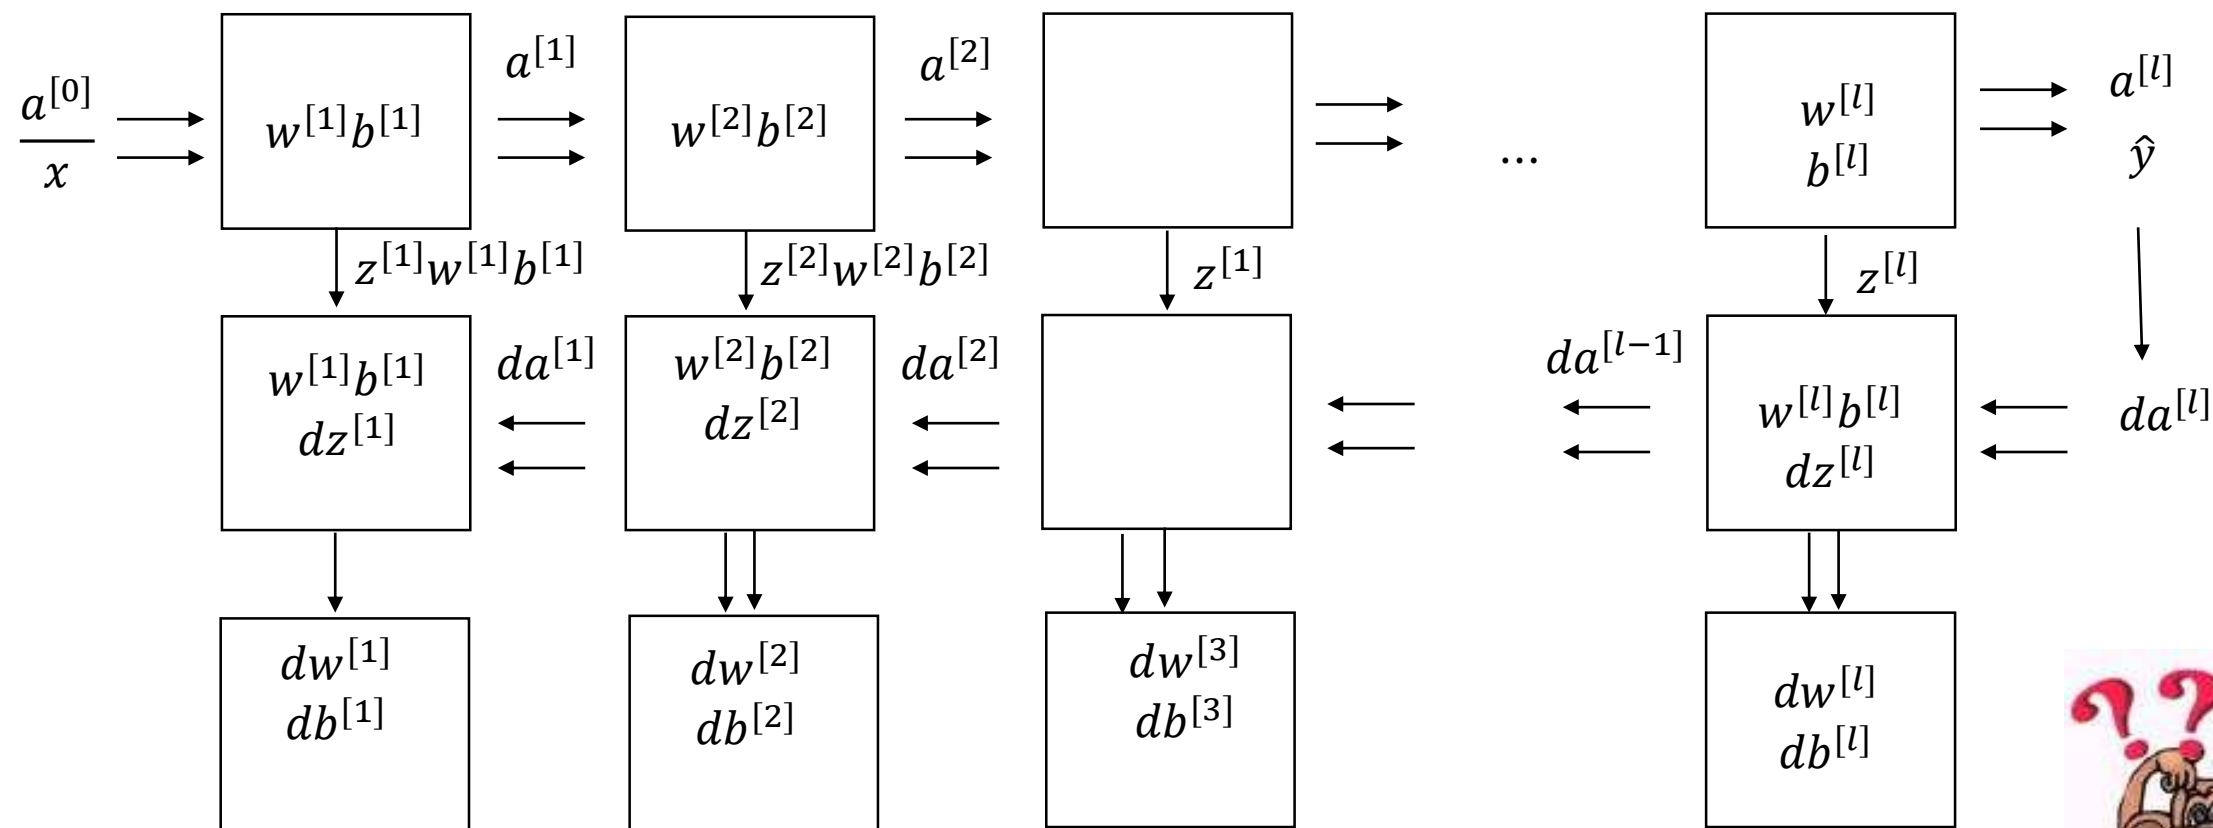 a^[0] / x
w^[1]b^[1]
a^[1]
w^[2]b^[2]
a^[2]
...
w^[l]
b^[l]
a^[l]
ŷ
z^[1]w^[1]b^[1]
z^[2]w^[2]b^[2]
z^[1]
z^[l]
w^[1]b^[1]
dz^[1]
da^[1]
w^[2]b^[2]
dz^[2]
da^[2]
da^[l−1]
w^[l]b^[l]
dz^[l]
da^[l]
dw^[1]
db^[1]
dw^[2]
db^[2]
dw^[3]
db^[3]
dw^[l]
db^[l]
??